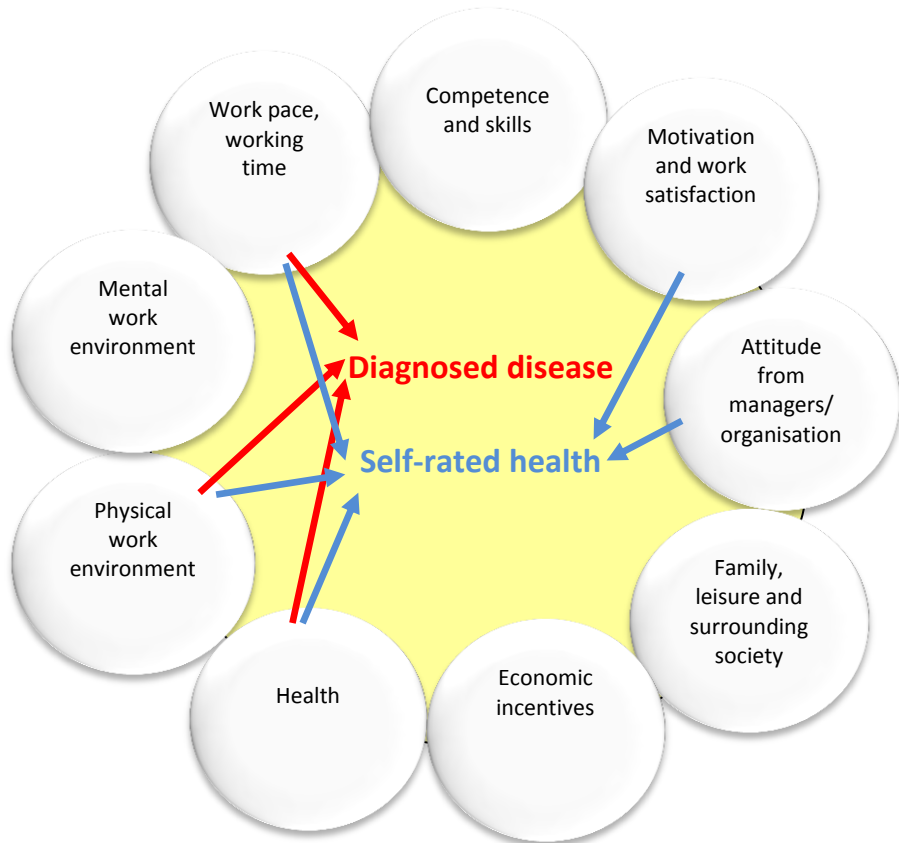 Work pace,
working
time
Competence
and skills
Motivation
and work
satisfaction
Mental
work
environment
Diagnosed disease
Attitude
from
managers/
organisation
Self-rated health
Physical
work
environment
Family,
leisure and
surrounding
society
Health
Economic
incentives